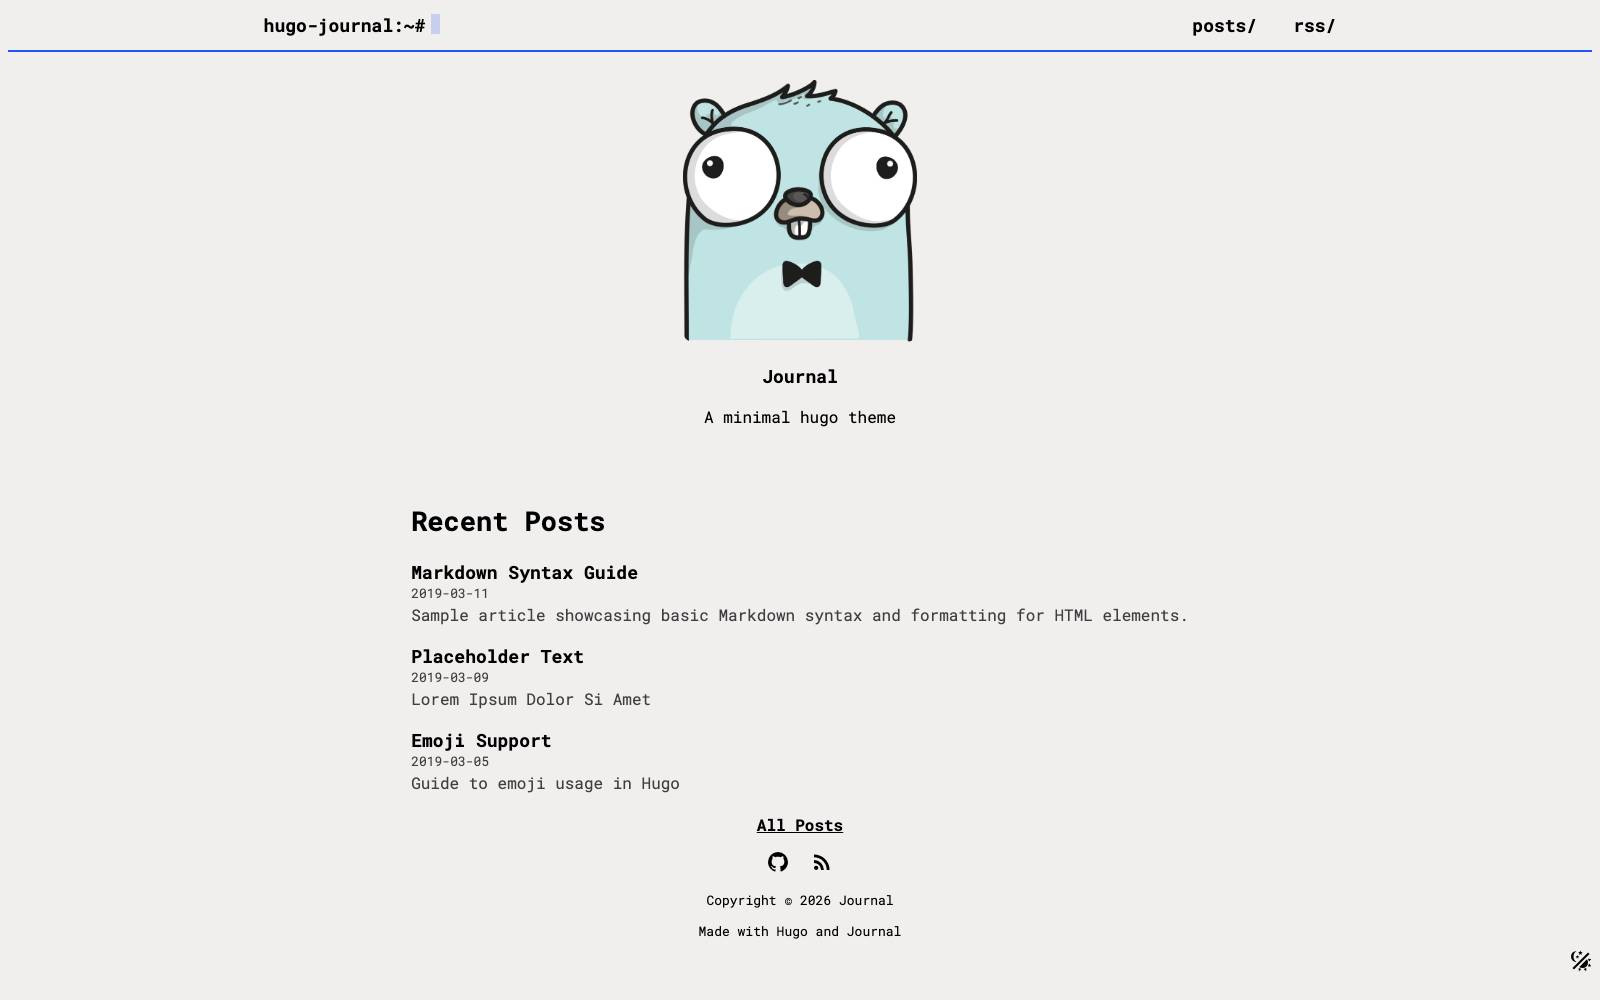 hugo-journal:~#
posts/ rss/
Journal
A minimal hugo theme
Recent Posts
Markdown Syntax Guide
2019-03-11
Sample article showcasing basic Markdown syntax and formatting for HTML elements.
Placeholder Text
2019-03-09
Lorem Ipsum Dolor Si Amet
Emoji Support
2019-03-05
Guide to emoji usage in Hugo
All Posts
Copyright © 2026 Journal
Made with Hugo and Journal